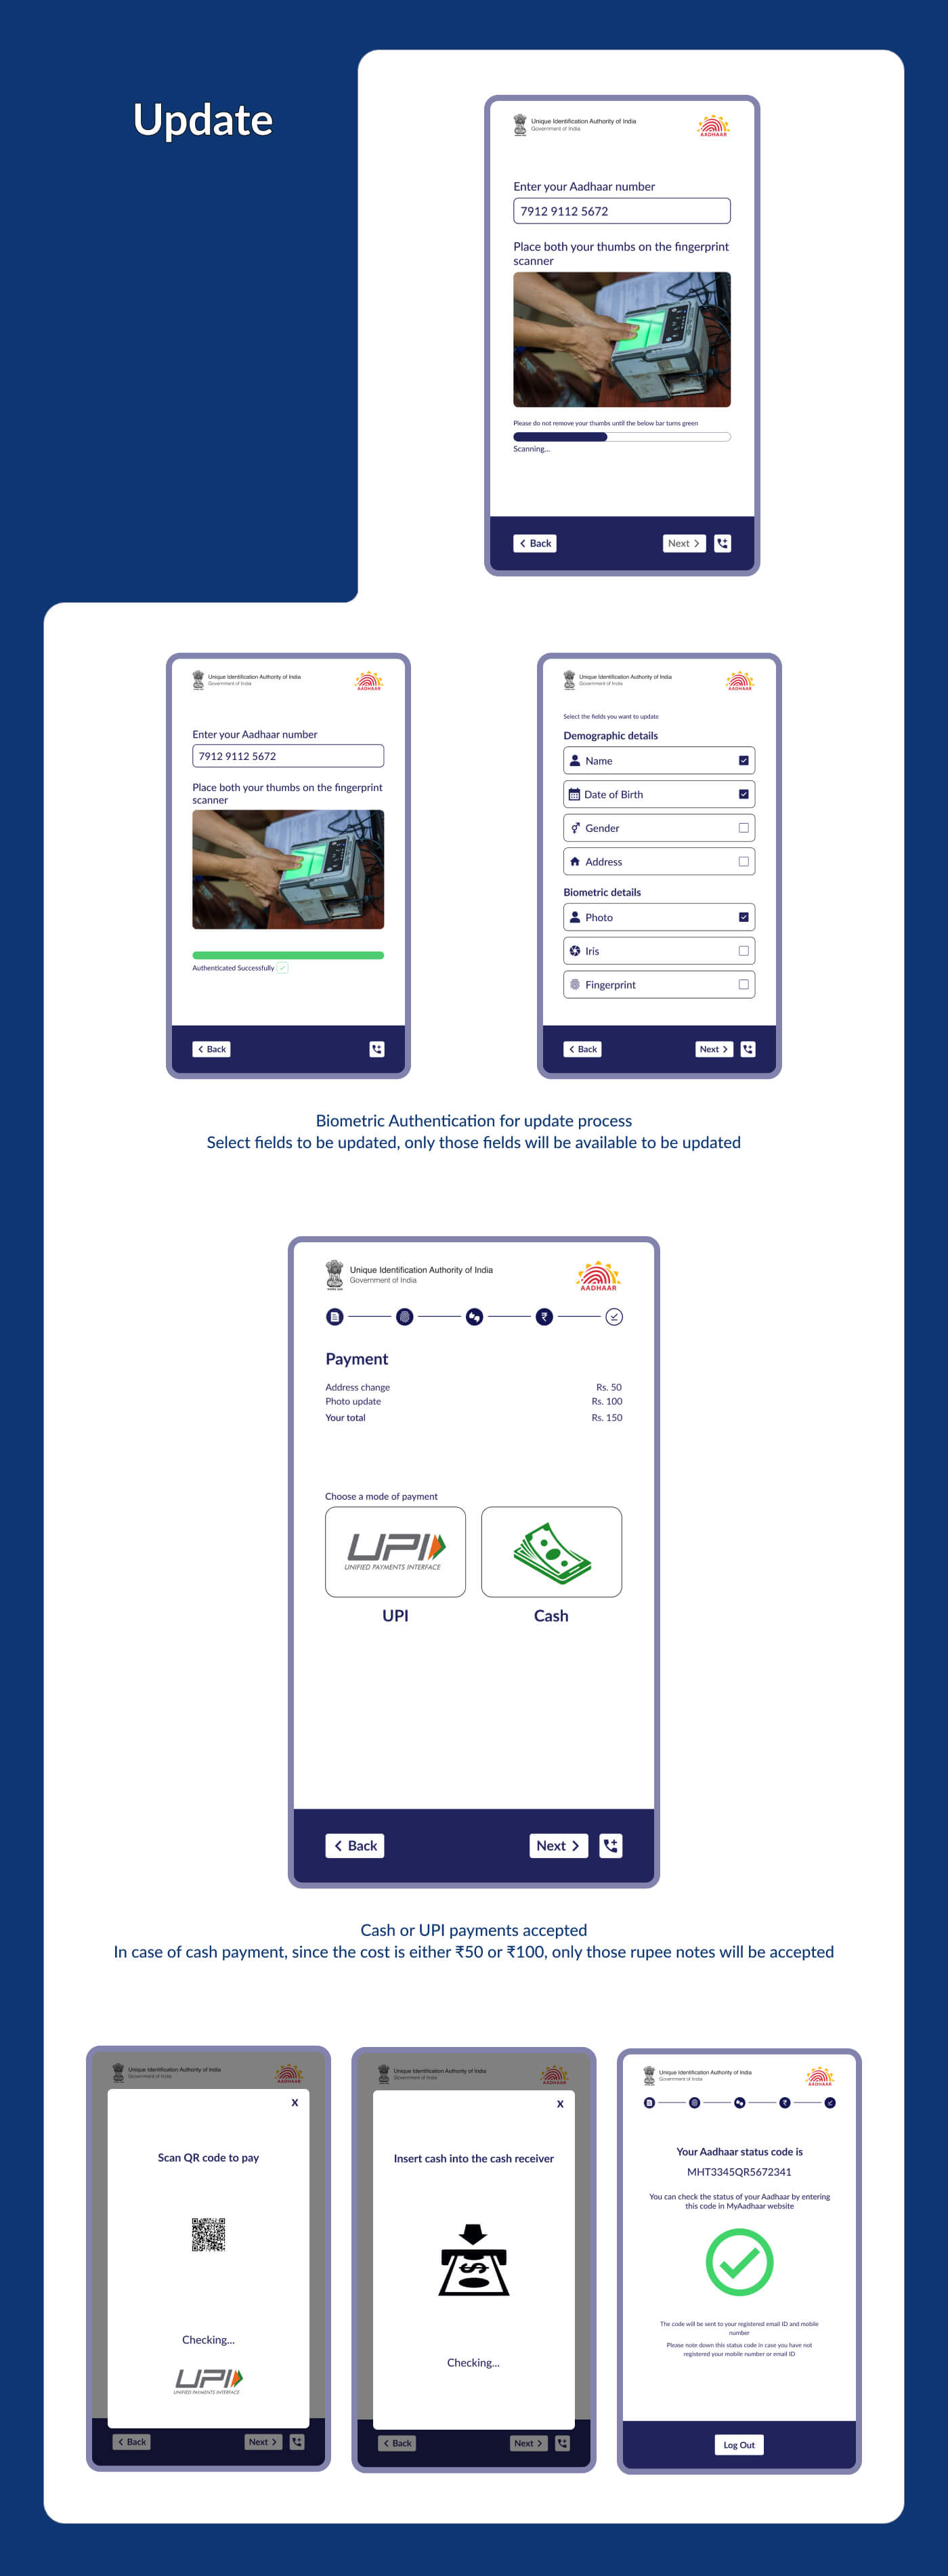 Update
Unique Identification Authority of India
Government of India
AADHAAR
Enter your Aadhaar number
7912 9112 5672
Place both your thumbs on the fingerprint
scanner
Please do not remove your thumbs until the below bar turns green
Scanning...
Back
Next
Unique Identification Authority of India
Government of India
AADHAAR
Enter your Aadhaar number
7912 9112 5672
Place both your thumbs on the fingerprint
scanner
Authenticated Successfully
Back
Unique Identification Authority of India
Government of India
AADHAAR
Select the fields you want to update
Demographic details
Name
Date of Birth
Gender
Address
Biometric details
Photo
Iris
Fingerprint
Back
Next
Biometric Authentication for update process
Select fields to be updated, only those fields will be available to be updated
Unique Identification Authority of India
Government of India
AADHAAR
Payment
Address change Rs. 50
Photo update Rs. 100
Your total Rs. 150
Choose a mode of payment
UPI
UNIFIED PAYMENTS INTERFACE
UPI
Cash
Back
Next
Cash or UPI payments accepted
In case of cash payment, since the cost is either ₹50 or ₹100, only those rupee notes will be accepted
Unique Identification Authority of India
Government of India
AADHAAR
X
Scan QR code to pay
Checking...
UPI
UNIFIED PAYMENTS INTERFACE
Back
Next
Unique Identification Authority of India
Government of India
AADHAAR
X
Insert cash into the cash receiver
$
Checking...
Back
Next
Unique Identification Authority of India
Government of India
AADHAAR
Your Aadhaar status code is
MHT3345QR5672341
You can check the status of your Aadhaar by entering
this code in MyAadhaar website
The code will be sent to your registered email ID and mobile
number
Please note down this status code in case you have not
registered your mobile number or email ID
Log Out